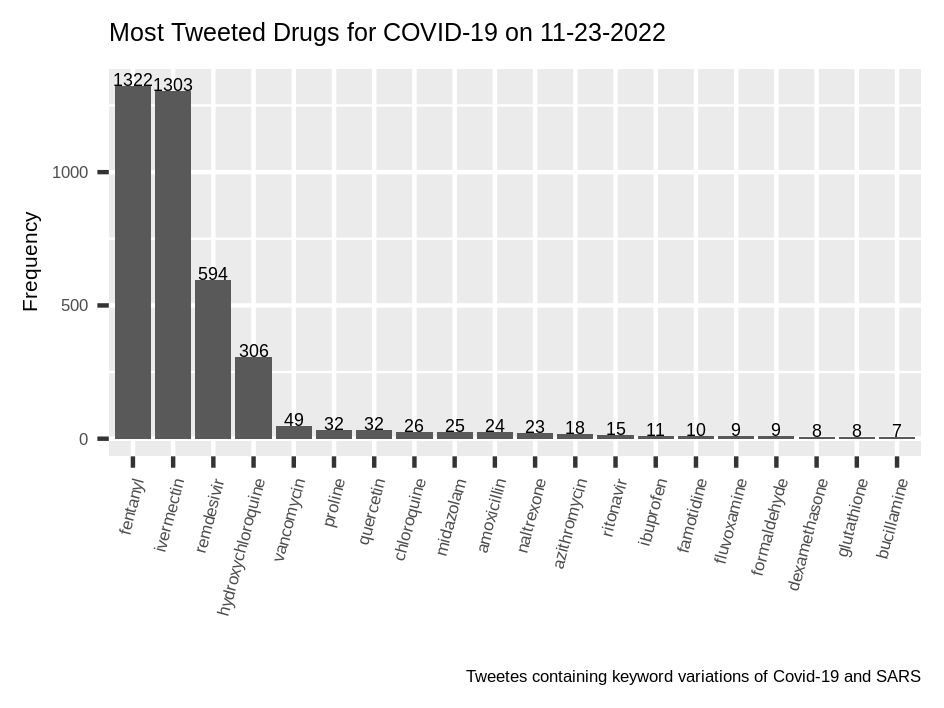 Most Tweeted Drugs for COVID-19 on 11-23-2022
Frequency
1000
500
0
1322
1303
594
306
49
32
32
26
25
24
23
18
15
11
10
9
9
8
8
7
fentanyl
ivermectin
remdesivir
hydroxychloroquine
vancomycin
proline
quercetin
chloroquine
midazolam
amoxicillin
naltrexone
azithromycin
ritonavir
ibuprofen
famotidine
fluvoxamine
formaldehyde
dexamethasone
glutathione
bucillamine
Tweetes containing keyword variations of Covid-19 and SARS